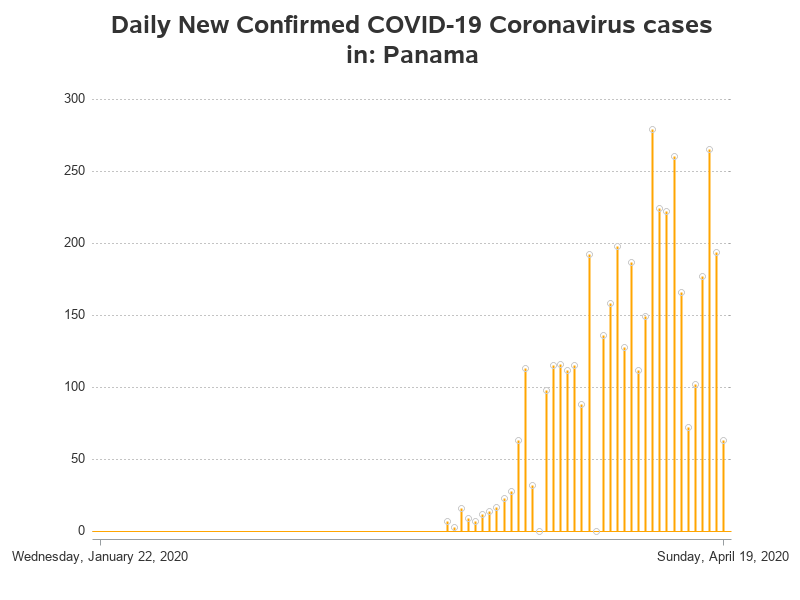 Daily New Confirmed COVID-19 Coronavirus cases
in: Panama
300
250
200
150
100
50
0
Wednesday, January 22, 2020
Sunday, April 19, 2020